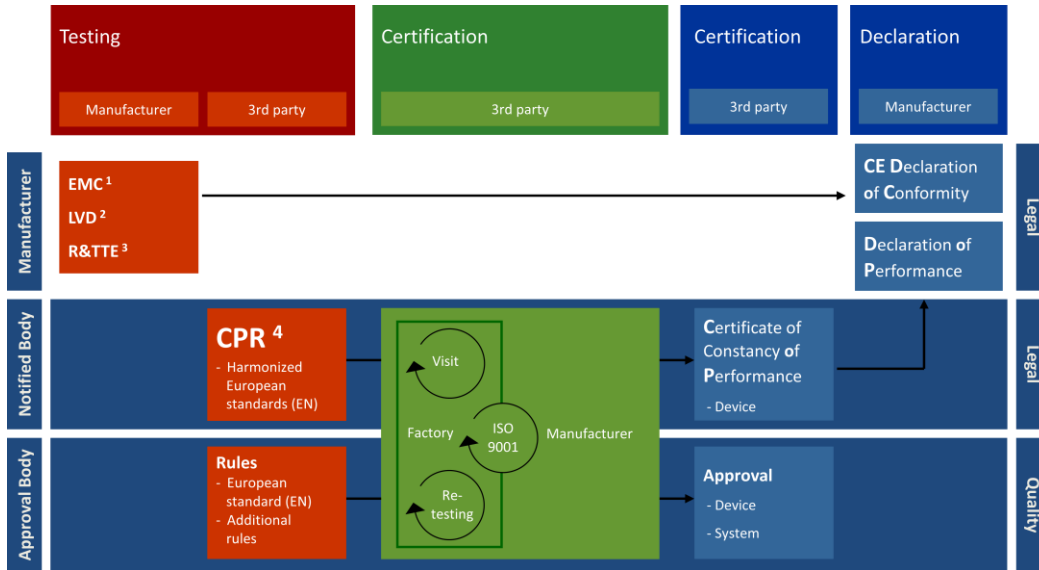 Testing
Manufacturer
3rd party
Certification
3rd party
Certification
3rd party
Declaration
Manufacturer
Manufacturer
EMC 1
LVD 2
R&TTE 3
CE Declaration
of Conformity
Declaration of
Performance
Legal
Notified Body
CPR 4
- Harmonized
European
standards (EN)
Visit
Factory
ISO
9001
Manufacturer
Certificate of
Constancy of
Performance
- Device
Legal
Approval Body
Rules
- European
standard (EN)
- Additional
rules
Re-
testing
Approval
- Device
- System
Quality